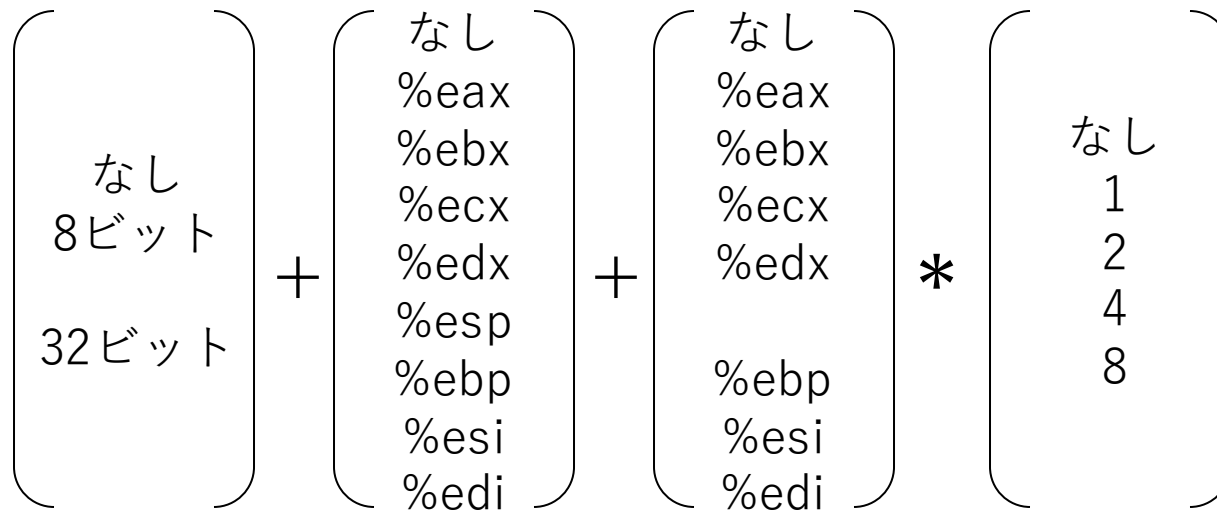 なし
8ビット
32ビット
+
なし
%eax
%ebx
%ecx
%edx
%esp
%ebp
%esi
%edi
+
なし
%eax
%ebx
%ecx
%edx
%ebp
%esi
%edi
*
なし
1
2
4
8